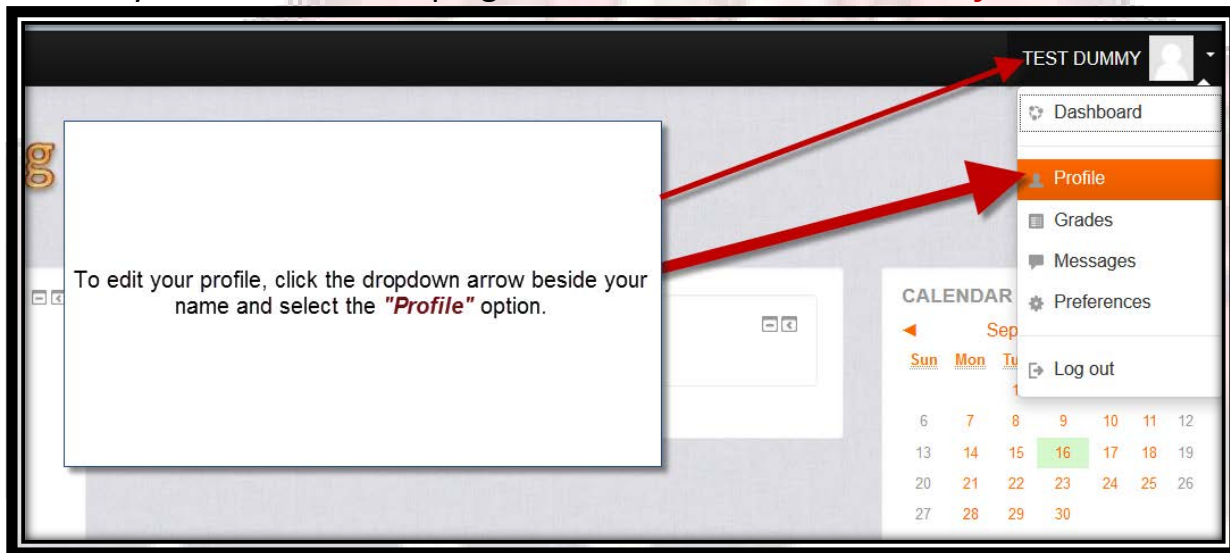 TEST DUMMY
Dashboard
Profile
Grades
Messages
Preferences
Log out
g
To edit your profile, click the dropdown arrow beside your
name and select the "Profile" option.
CALENDAR
Sep
Sun Mon Tu
1
6 7 8 9 10 11 12
13 14 15 16 17 18 19
20 21 22 23 24 25 26
27 28 29 30